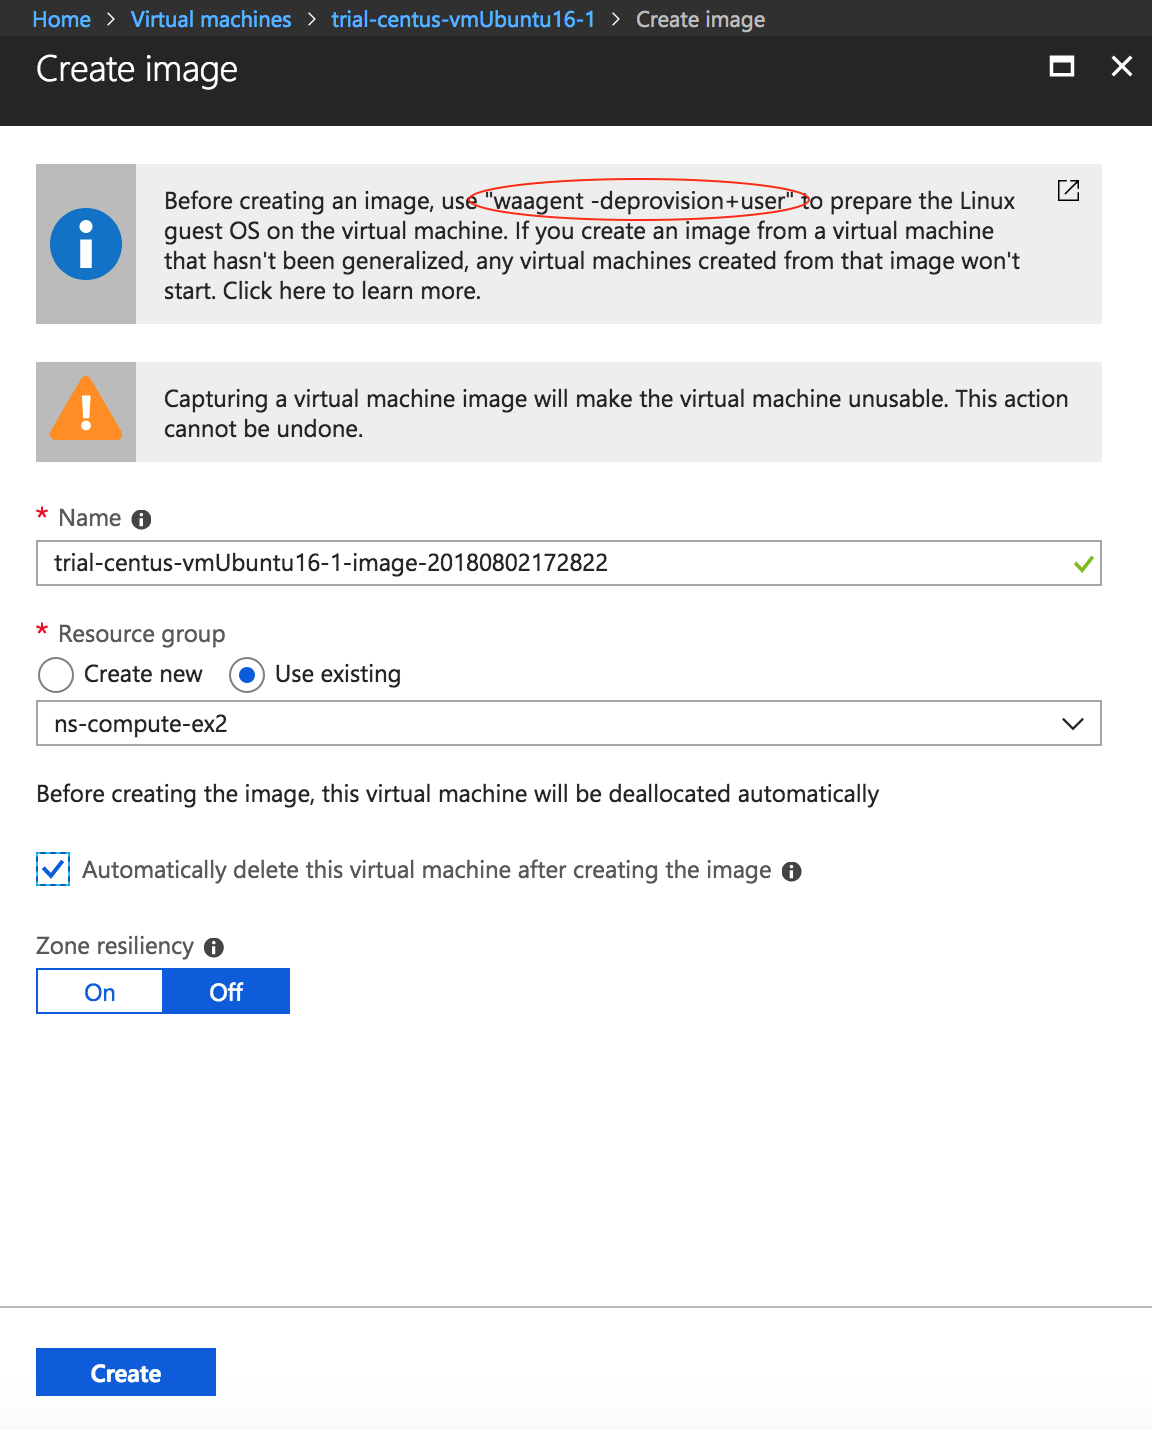 Home > Virtual machines > trial-centus-vmUbuntu16-1 > Create image
Create image
Before creating an image, use "waagent -deprovision+user" to prepare the Linux
guest OS on the virtual machine. If you create an image from a virtual machine
that hasn't been generalized, any virtual machines created from that image won't
start. Click here to learn more.
Capturing a virtual machine image will make the virtual machine unusable. This action
cannot be undone.
* Name
trial-centus-vmUbuntu16-1-image-20180802172822
* Resource group
Create new Use existing
ns-compute-ex2
Before creating the image, this virtual machine will be deallocated automatically
Automatically delete this virtual machine after creating the image
Zone resiliency
On Off
Create